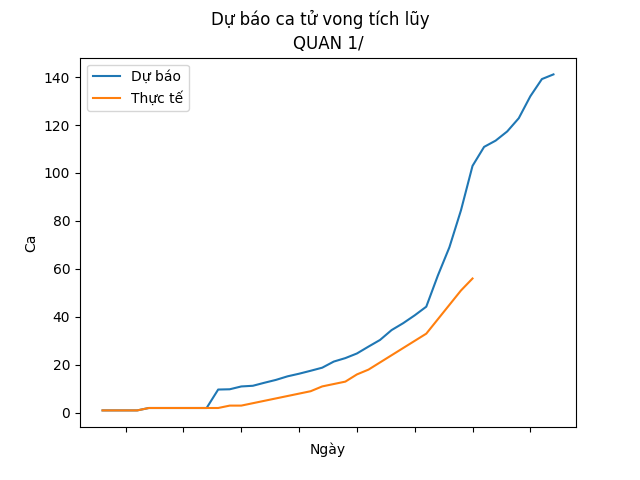 Dự báo ca tử vong tích lũy
QUAN 1/
Dự báo
Thực tế
140
120
100
80
60
40
20
0
Ca
Ngày